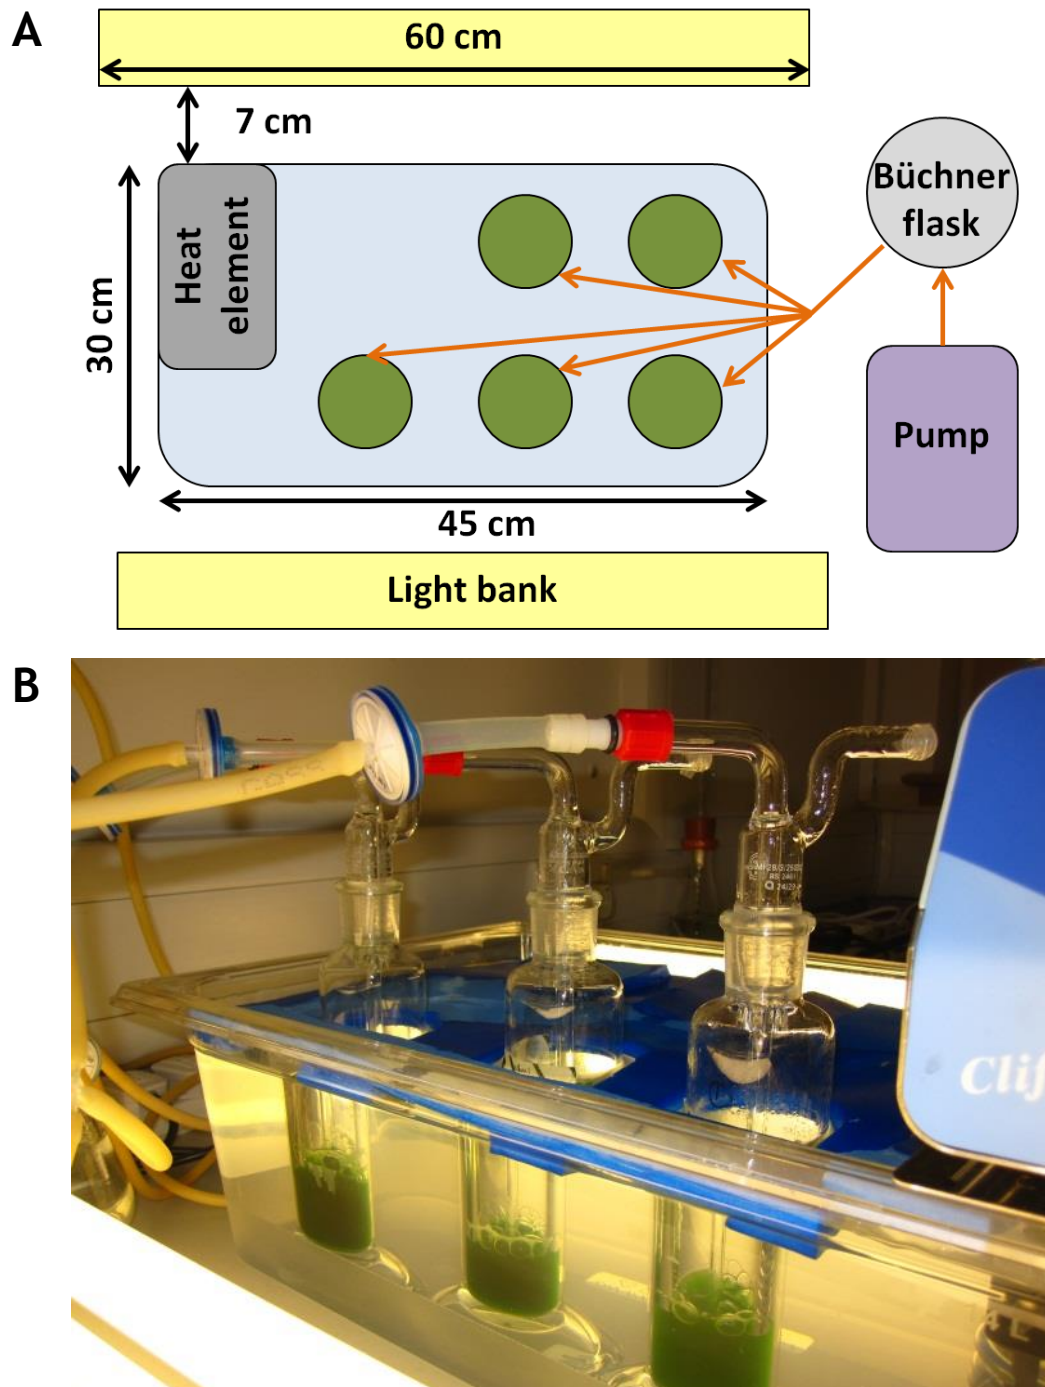 A
60 cm
7 cm
Büchner
flask
Heat
element
30 cm
Pump
45 cm
Light bank
B
Clif